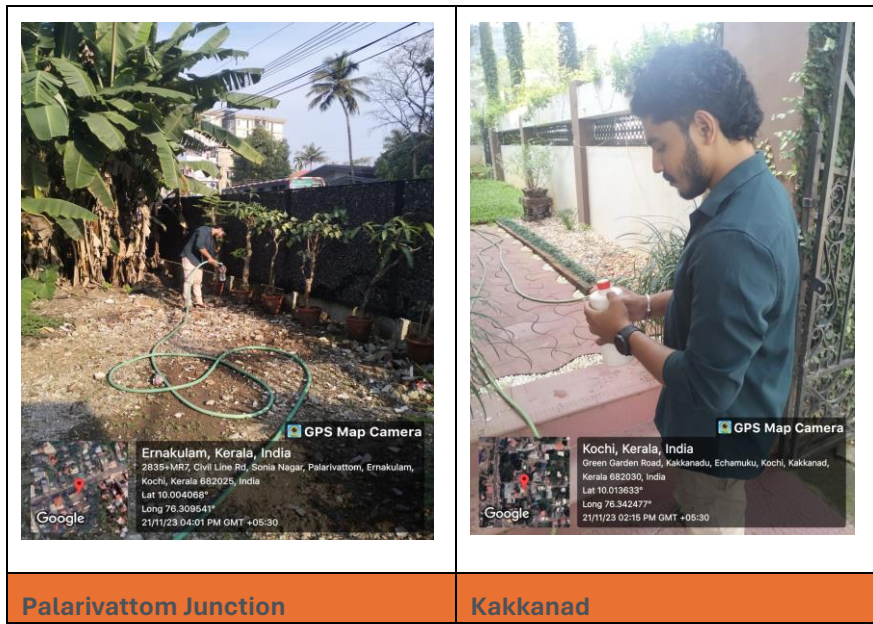 GPS Map Camera
Ernakulam, Kerala, India
2835+MR7, Civil Line Rd, Sonia Nagar, Palarivattom, Ernakulam,
Kochi, Kerala 682025, India
Lat 10.004068°
Long 76.309541°
21/11/23 04:01 PM GMT +05:30
Google
GPS Map Camera
Kochi, Kerala, India
Green Garden Road, Kakkanadu, Echamuku, Kochi, Kakkanad,
Kerala 682030, India
Lat 10.013633°
Long 76.342477°
21/11/23 02:15 PM GMT +05:30
Google
Palarivattom Junction
Kakkanad